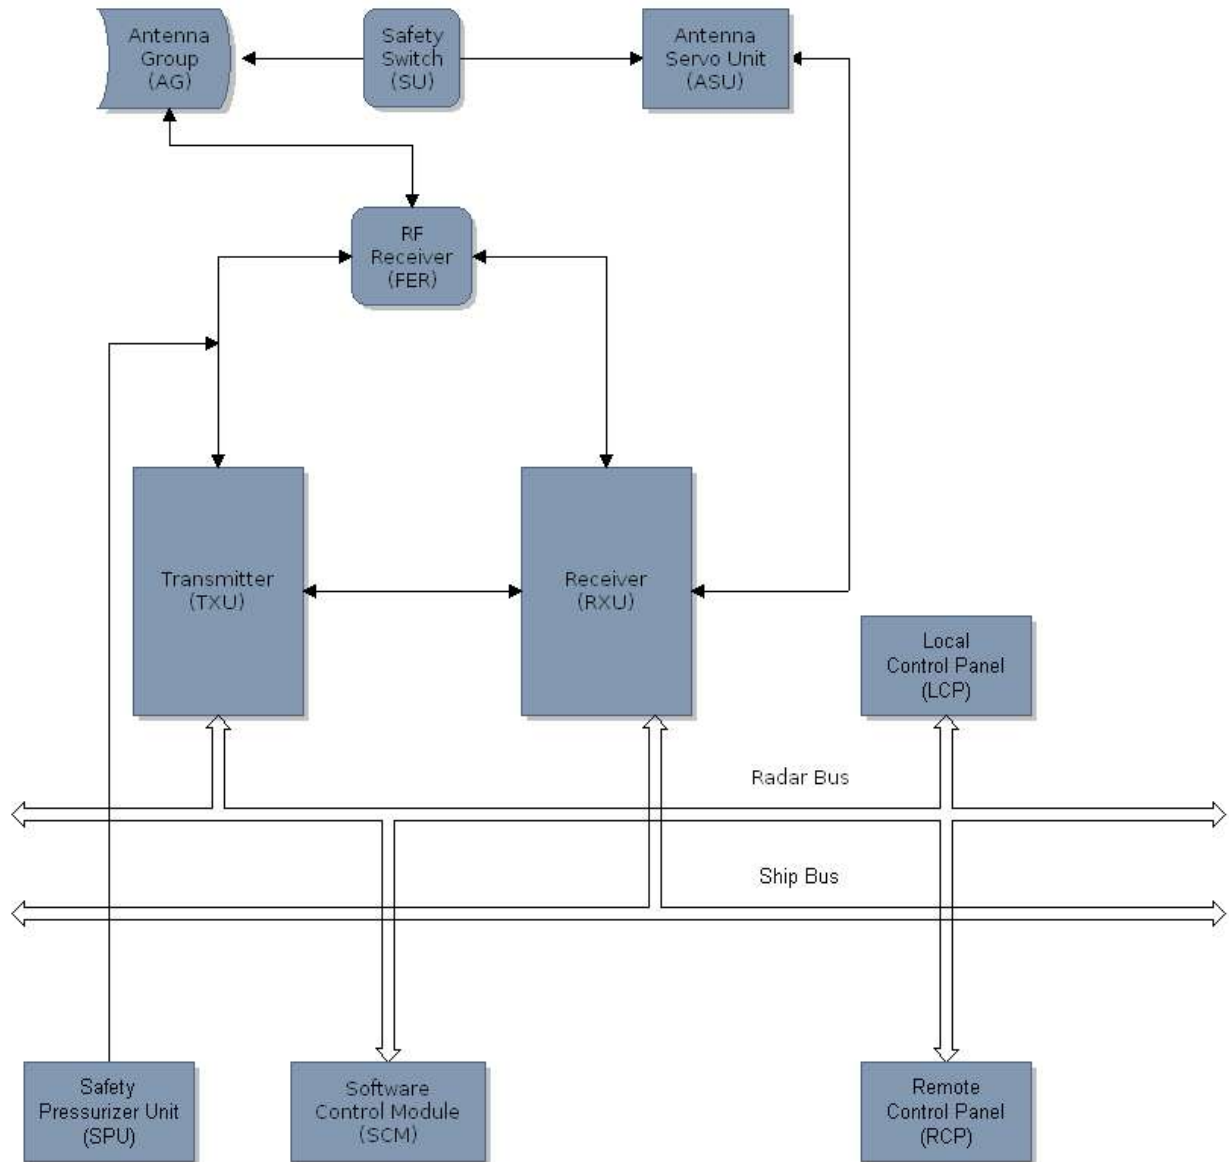 Antenna
Group
(AG)
Safety
Switch
(SU)
Antenna
Servo Unit
(ASU)
RF
Receiver
(FER)
Transmitter
(TXU)
Receiver
(RXU)
Local
Control Panel
(LCP)
Radar Bus
Ship Bus
Safety
Pressurizer Unit
(SPU)
Software
Control Module
(SCM)
Remote
Control Panel
(RCP)